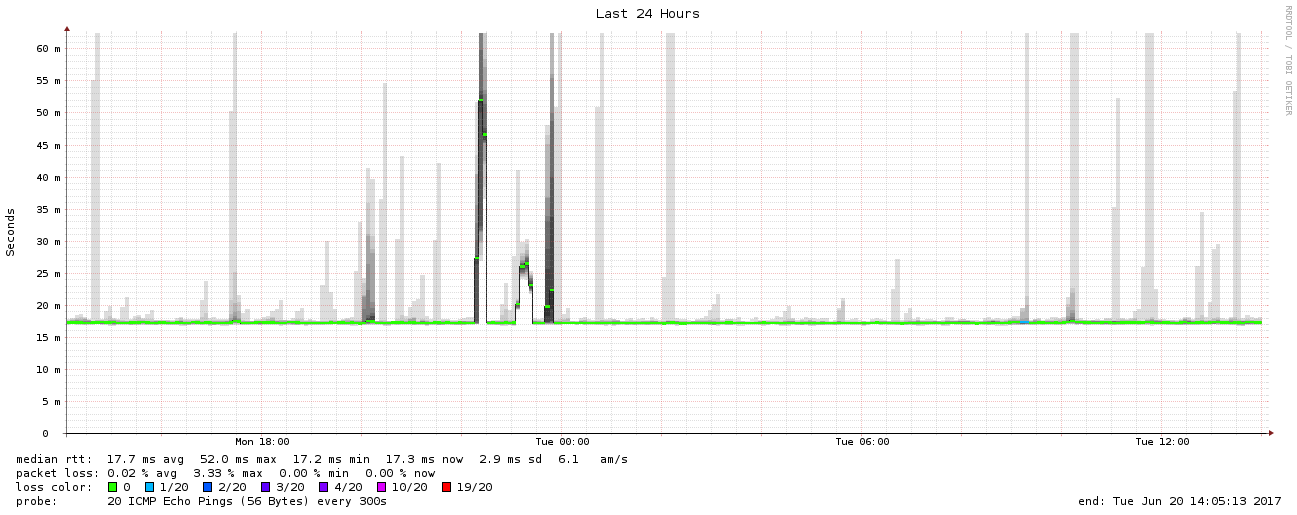 Last 24 Hours
RRDTOOL / TOBI OETIKER
Seconds
60 m
55 m
50 m
45 m
40 m
35 m
30 m
25 m
20 m
15 m
10 m
5 m
0
Mon 18:00 Tue 00:00 Tue 06:00 Tue 12:00
median rtt: 17.7 ms avg 52.0 ms max 17.2 ms min 17.3 ms now 2.9 ms sd 6.1 am/s
packet loss: 0.02 % avg 3.33 % max 0.00 % min 0.00 % now
loss color: 0 1/20 2/20 3/20 4/20 10/20 19/20
probe: 20 ICMP Echo Pings (56 Bytes) every 300s end: Tue Jun 20 14:05:13 2017